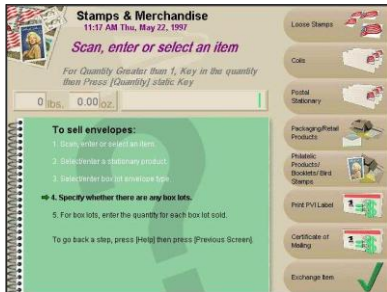 Stamps & Merchandise
11:17 AM Thu, May 22, 1997
Scan, enter or select an item
For Quantity Greater than 1, Key in the quantity
then Press [Quantity] static Key
0 lbs. 0.00 oz.
To sell envelopes:
1. Scan, enter or select an item.
2. Select/enter a stationary product.
3. Select/enter box lot envelope type.
4. Specify whether there are any box lots.
5. For box lots, enter the quantity for each box lot sold.
To go back a step, press [Help] then press [Previous Screen].
Loose Stamps
Coils
Postal
Stationary
Packaging/Retail
Products
Philatelic
Products/
Booklets/ Bird
Stamps
Print PVI Label
Certificate of
Mailing
Exchange Item